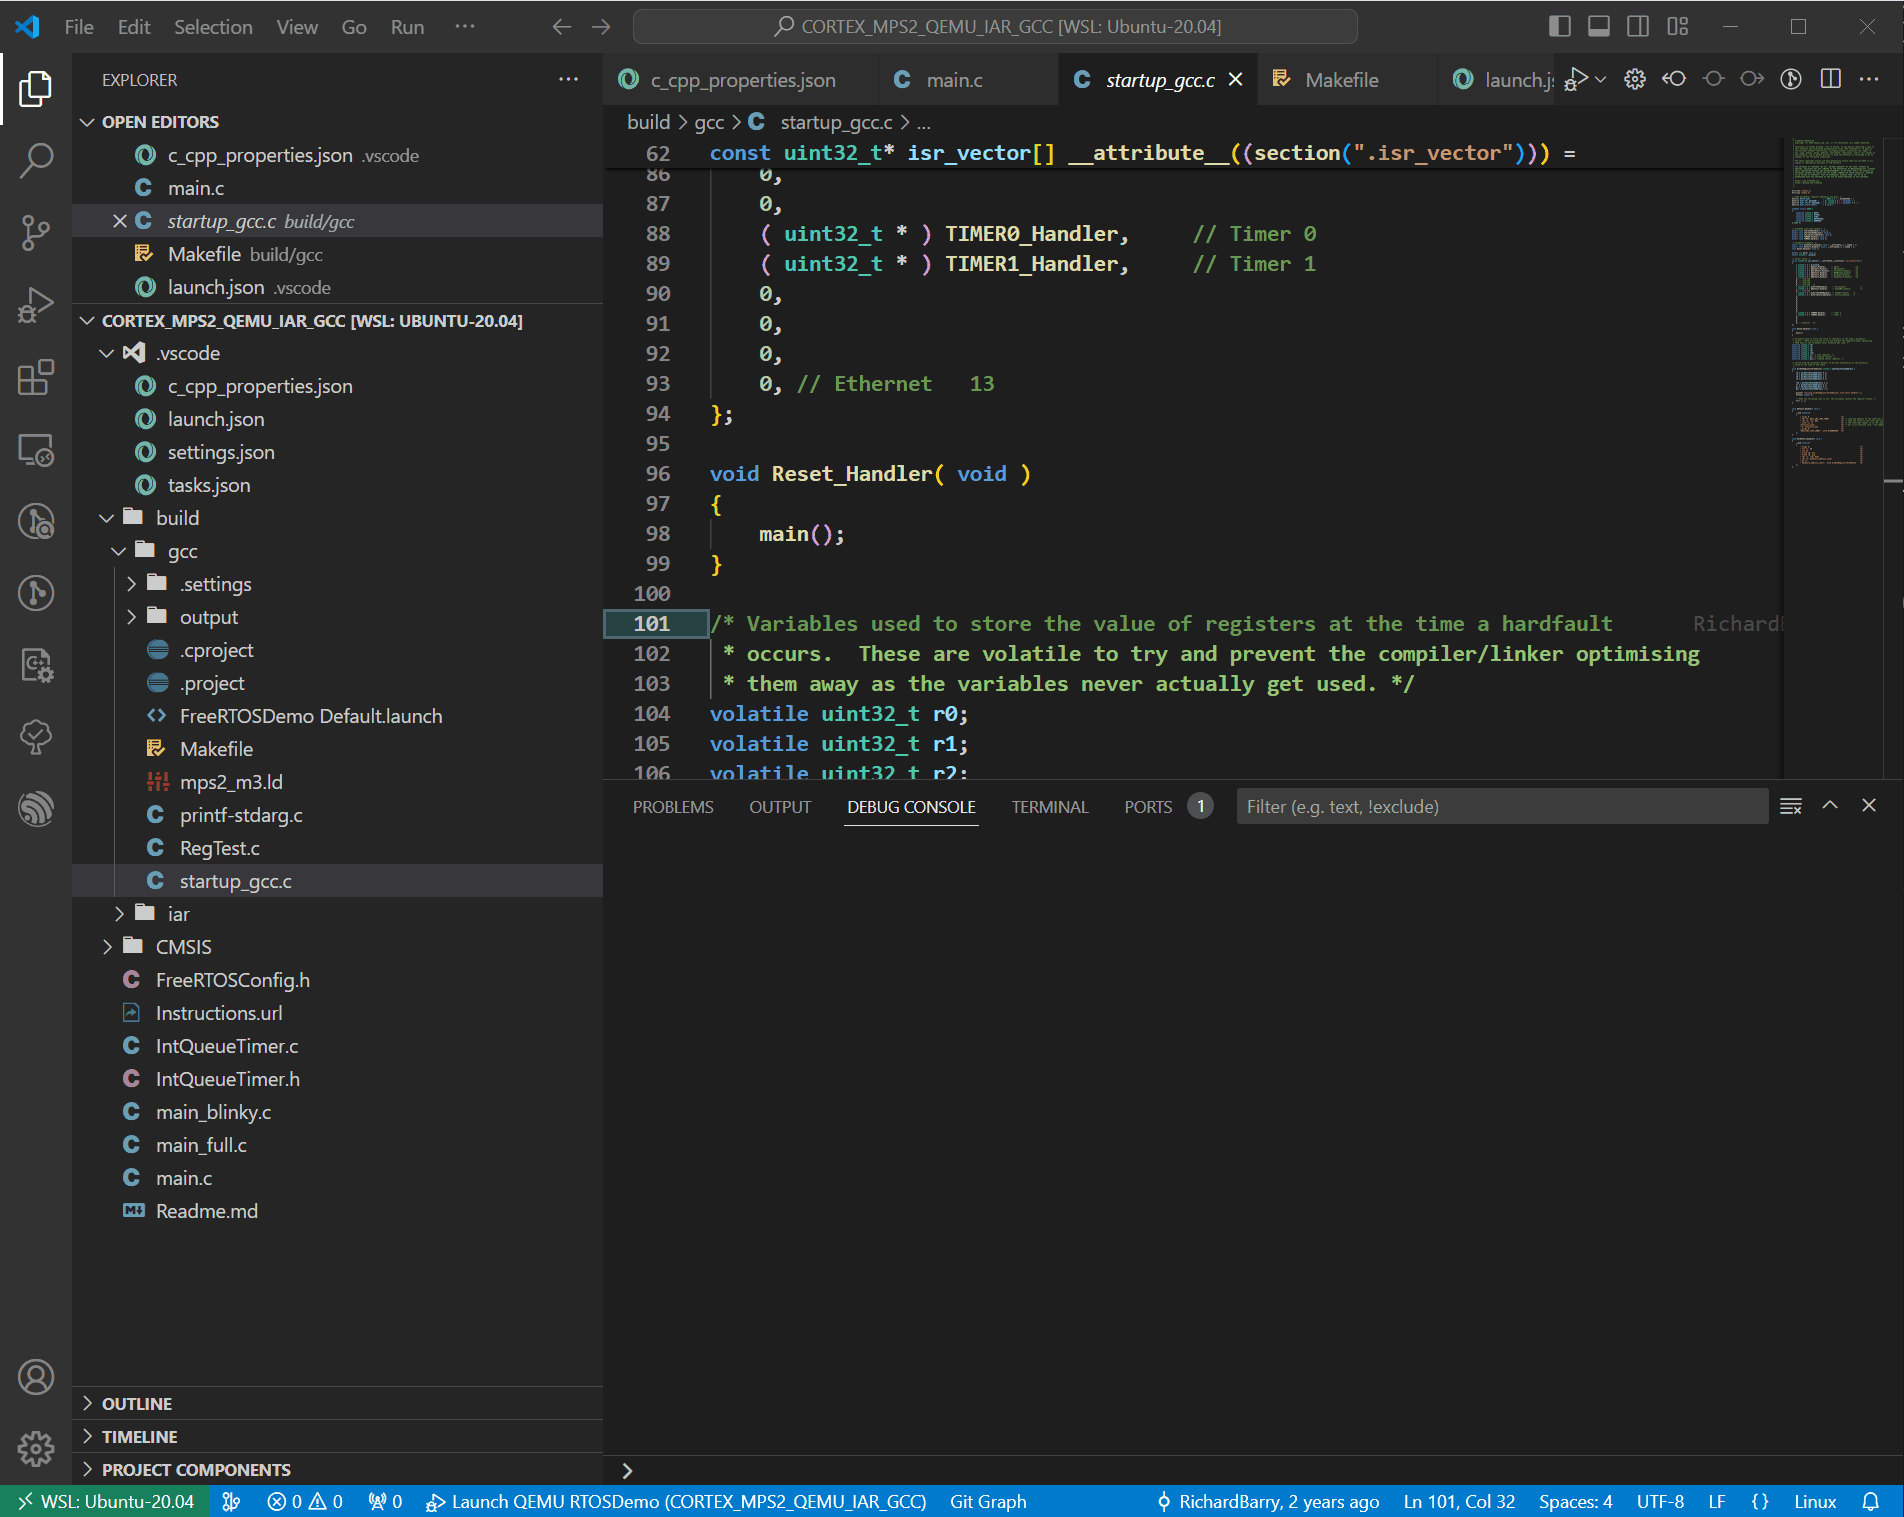 File Edit Selection View Go Run ··· CORTEX_MPS2_QEMU_IAR_GCC [WSL: Ubuntu-20.04]
EXPLORER
OPEN EDITORS
c_cpp_properties.json .vscode
main.c
startup_gcc.c build/gcc
Makefile build/gcc
launch.json .vscode
CORTEX_MPS2_QEMU_IAR_GCC [WSL: UBUNTU-20.04]
.vscode
c_cpp_properties.json
launch.json
settings.json
tasks.json
build
gcc
.settings
output
.cproject
.project
FreeRTOSDemo Default.launch
Makefile
mps2_m3.ld
printf-stdarg.c
RegTest.c
startup_gcc.c
iar
CMSIS
FreeRTOSConfig.h
Instructions.url
IntQueueTimer.c
IntQueueTimer.h
main_blinky.c
main_full.c
main.c
Readme.md
OUTLINE
TIMELINE
PROJECT COMPONENTS
c_cpp_properties.json main.c startup_gcc.c Makefile launch.js
build > gcc > C startup_gcc.c > ...
62 const uint32_t* isr_vector[] __attribute__((section(".isr_vector"))) =
86 0,
87 0,
88 ( uint32_t * ) TIMER0_Handler, // Timer 0
89 ( uint32_t * ) TIMER1_Handler, // Timer 1
90 0,
91 0,
92 0,
93 0, // Ethernet 13
94 };
95
96 void Reset_Handler( void )
97 {
98 main();
99 }
100
101 /* Variables used to store the value of registers at the time a hardfault Richard
102 * occurs. These are volatile to try and prevent the compiler/linker optimising
103 * them away as the variables never actually get used. */
104 volatile uint32_t r0;
105 volatile uint32_t r1;
106 volatile uint32_t r2;
PROBLEMS OUTPUT DEBUG CONSOLE TERMINAL PORTS 1 Filter (e.g. text, !exclude)
WSL: Ubuntu-20.04 0 0 0 Launch QEMU RTOSDemo (CORTEX_MPS2_QEMU_IAR_GCC) Git Graph RichardBarry, 2 years ago Ln 101, Col 32 Spaces: 4 UTF-8 LF {} Linux